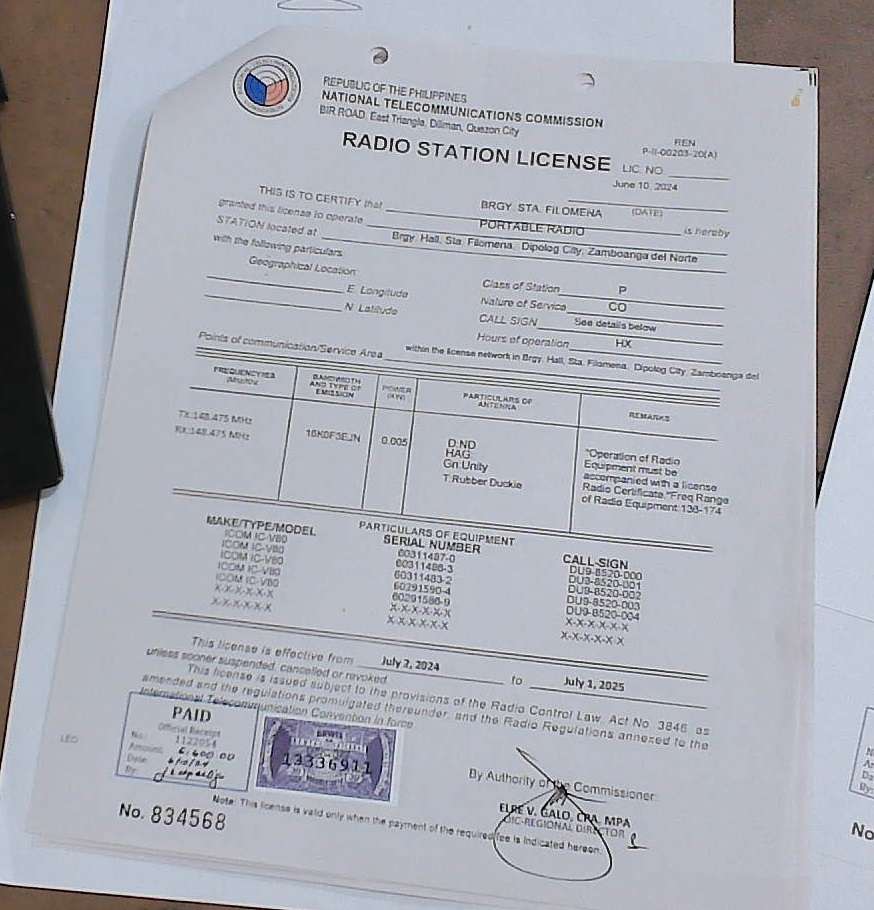 REPUBLIC OF THE PHILIPPINES
NATIONAL TELECOMMUNICATIONS COMMISSION
BIR ROAD, East Triangle, Diliman, Quezon City
RADIO STATION LICENSE
REN
P-II-00203-20(A)
LIC. NO.
June 10, 2024
(DATE)
THIS IS TO CERTIFY that BRGY. STA. FILOMENA is hereby
granted this license to operate PORTABLE RADIO
STATION located at Brgy. Hall, Sta. Filomena, Dipolog City, Zamboanga del Norte
with the following particulars.
Geographical Location:
E. Longitude
N. Latitude
Class of Station P
Nature of Service CO
CALL SIGN See details below
Hours of operation HX
Points of communication/Service Area within the license network in Brgy. Hall, Sta. Filomena, Dipolog City, Zamboanga del
FREQUENCY/IES BANDWIDTH AND TYPE OF EMISSION POWER (KW) PARTICULARS OF ANTENNA REMARKS
TX:148.475 MHz
RX:148.475 MHz
16K0F3EJN
0.005
D:ND
HAG:
Gn:Unity
T:Rubber Duckie
"Operation of Radio
Equipment must be
accompanied with a license
Radio Certificate."Freq Range
of Radio Equipment:136-174
PARTICULARS OF EQUIPMENT
MAKE/TYPE/MODEL SERIAL NUMBER CALL-SIGN
ICOM IC-V80 60311487-0 DU9-8520-000
ICOM IC-V80 60311486-3 DU9-8520-001
ICOM IC-V80 60311483-2 DU9-8520-002
ICOM IC-V80 60291590-4 DU9-8520-003
ICOM IC-V80 60291586-9 DU9-8520-004
X-X-X-X-X-X X-X-X-X-X-X X-X-X-X-X-X
X-X-X-X-X-X X-X-X-X-X-X X-X-X-X-X-X
This license is effective from July 2, 2024 to July 1, 2025
unless sooner suspended, cancelled or revoked.
This license is issued subject to the provisions of the Radio Control Law, Act No. 3846 as
amended and the regulations promulgated thereunder, and the Radio Regulations annexed to the
International Telecommunication Convention in force.
PAID
Official Receipt
No.: 1122054
Amount: 6,600.00
Date:
By:
13336911
By Authority of the Commissioner:
ELRE V. GALO, CPA, MPA
OIC-REGIONAL DIRECTOR
Note: This license is valid only when the payment of the required fee is indicated hereon.
No. 834568
LEO
No